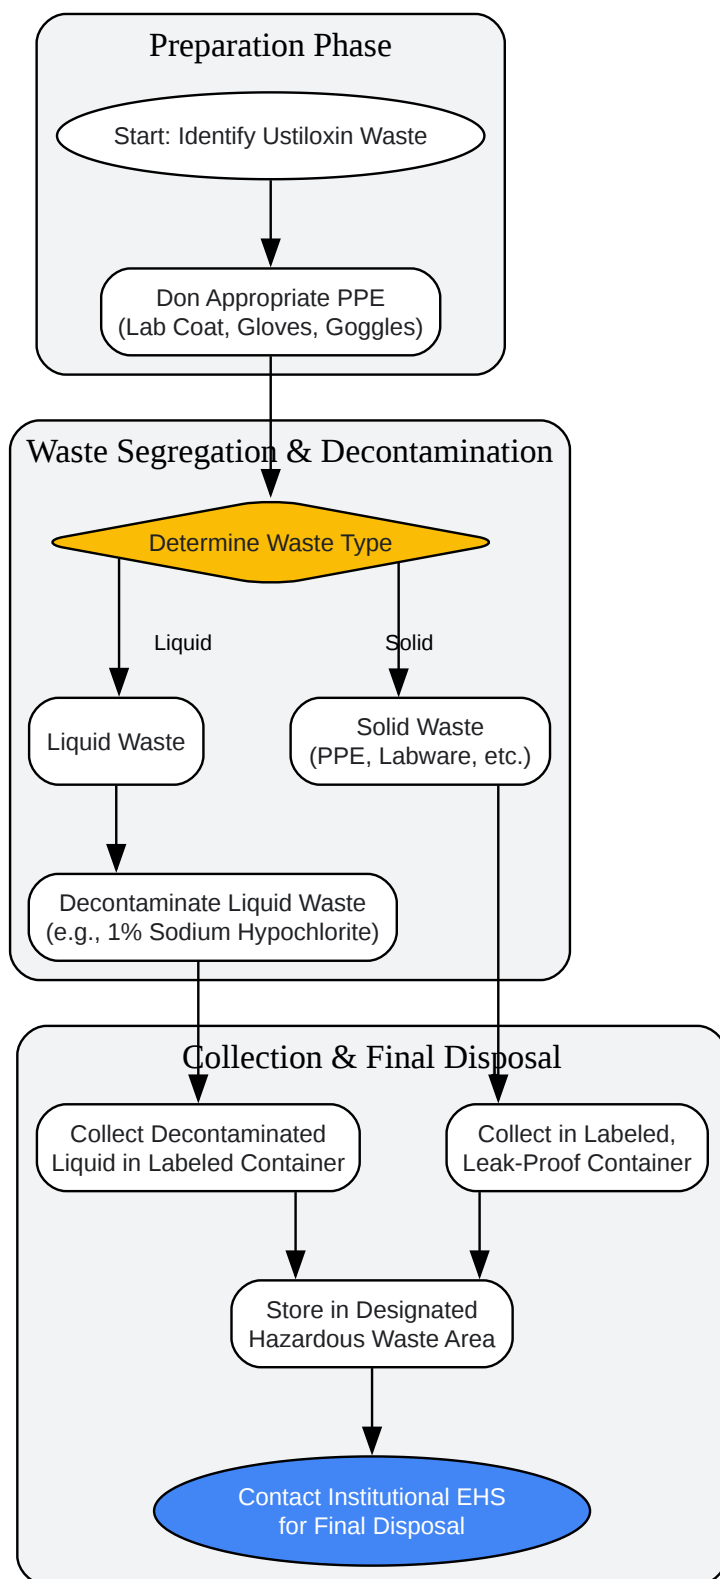 Preparation Phase
Start: Identify Ustiloxin Waste
Don Appropriate PPE
(Lab Coat, Gloves, Goggles)
Waste Segregation & Decontamination
Determine Waste Type
Liquid
Solid
Liquid Waste
Solid Waste
(PPE, Labware, etc.)
Decontaminate Liquid Waste
(e.g., 1% Sodium Hypochlorite)
Collection & Final Disposal
Collect Decontaminated
Liquid in Labeled Container
Collect in Labeled,
Leak-Proof Container
Store in Designated
Hazardous Waste Area
Contact Institutional EHS
for Final Disposal